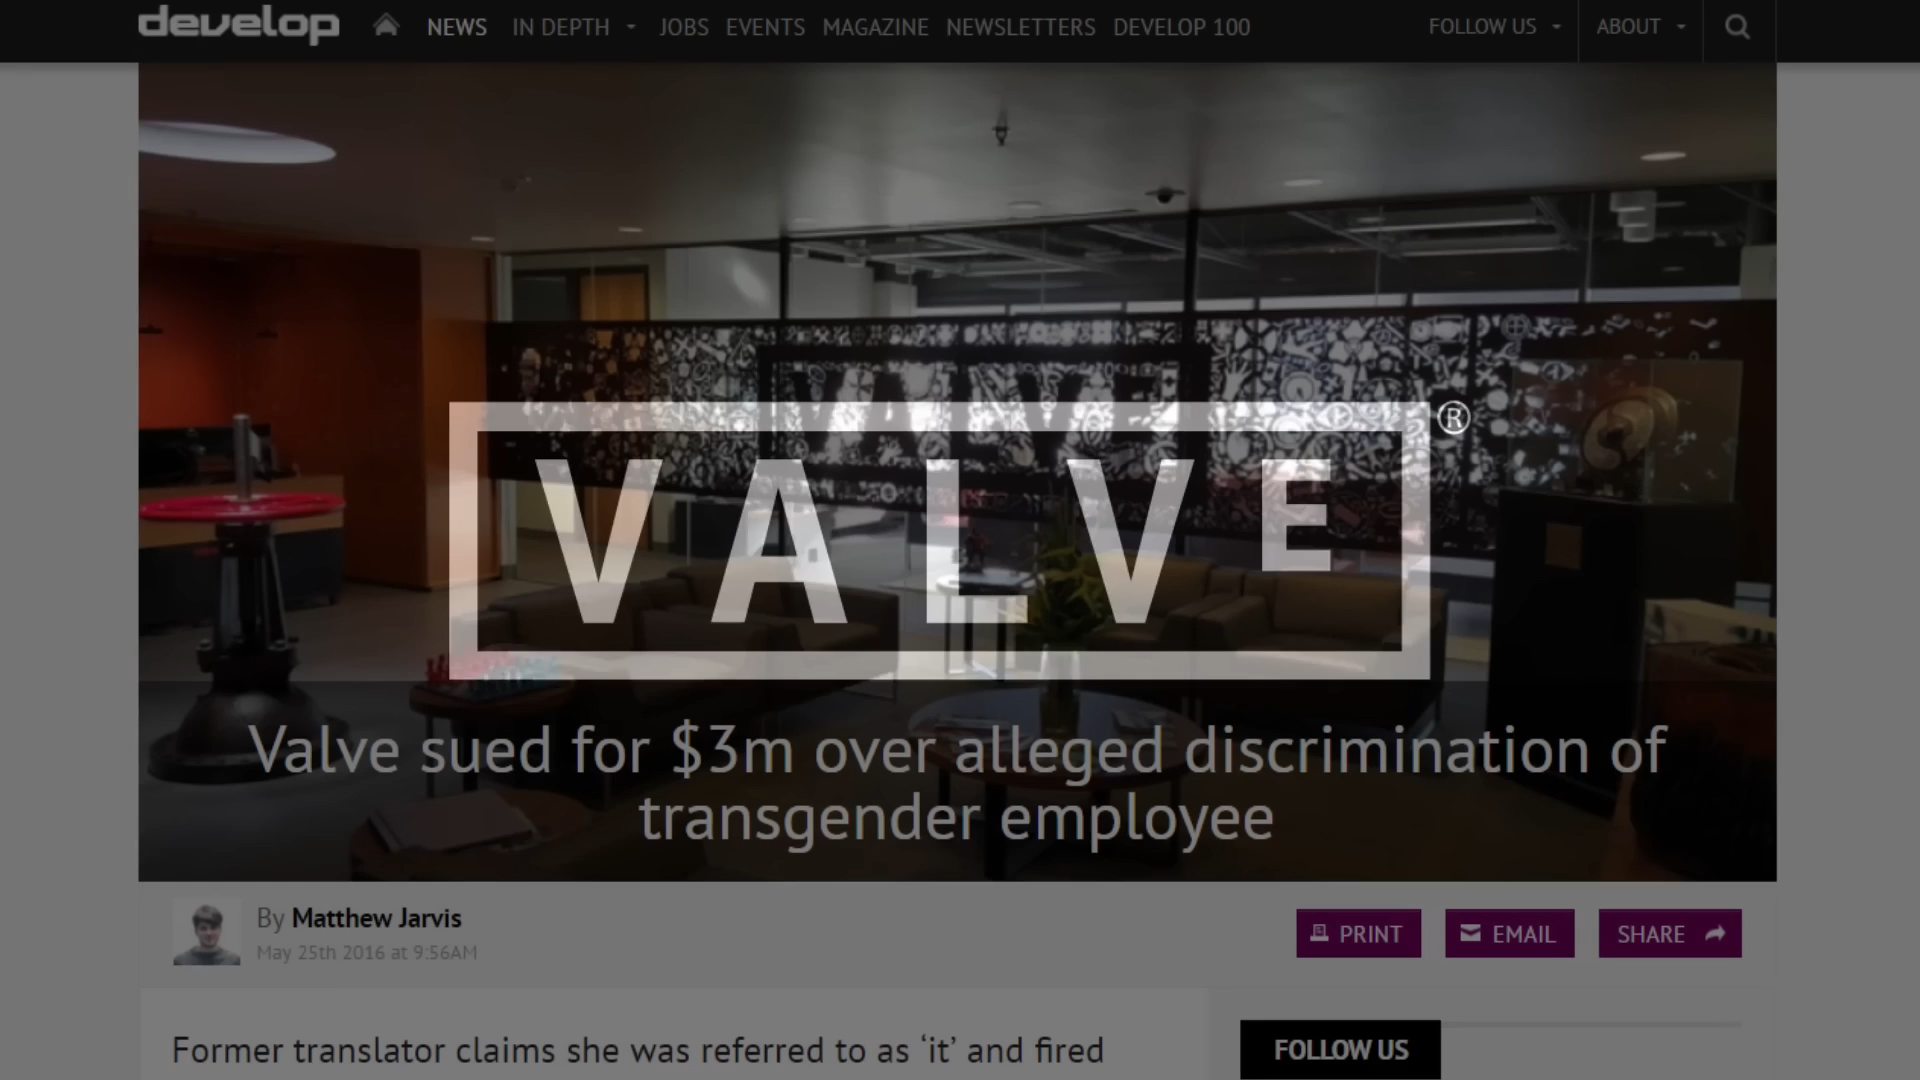 develop NEWS IN DEPTH JOBS EVENTS MAGAZINE NEWSLETTERS DEVELOP 100 FOLLOW US ABOUT
VALVE
VALVE®
Valve sued for $3m over alleged discrimination of
transgender employee
By Matthew Jarvis
May 25th 2016 at 9:56AM
PRINT EMAIL SHARE
Former translator claims she was referred to as ‘it’ and fired
FOLLOW US